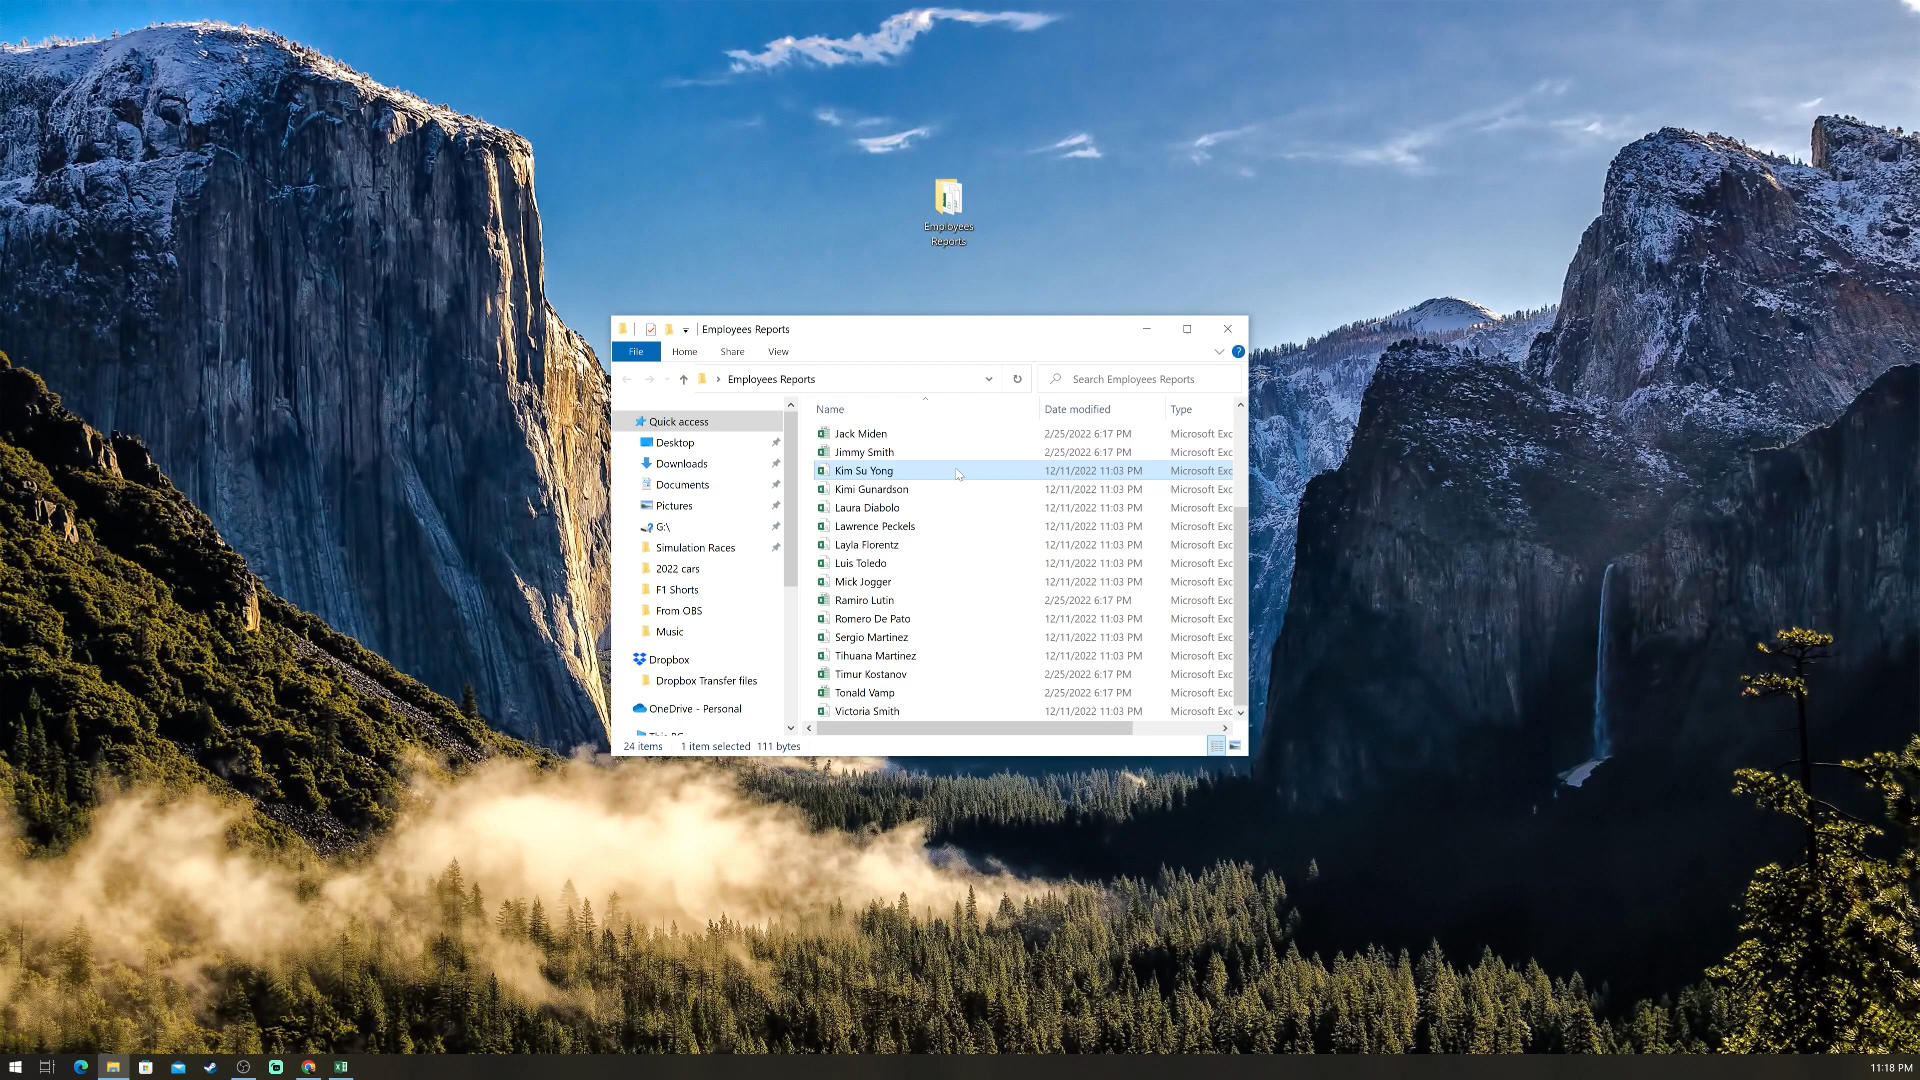 Employees
Reports
Employees Reports
File Home Share View
Employees Reports
Search Employees Reports
Name Date modified Type
Quick access
Desktop
Downloads
Documents
Pictures
G:\
Simulation Races
2022 cars
F1 Shorts
From OBS
Music
Dropbox
Dropbox Transfer files
OneDrive - Personal
This PC
Jack Miden 2/25/2022 6:17 PM Microsoft Exc
Jimmy Smith 2/25/2022 6:17 PM Microsoft Exc
Kim Su Yong 12/11/2022 11:03 PM Microsoft Exc
Kimi Gunardson 12/11/2022 11:03 PM Microsoft Exc
Laura Diabolo 12/11/2022 11:03 PM Microsoft Exc
Lawrence Peckels 12/11/2022 11:03 PM Microsoft Exc
Layla Florentz 12/11/2022 11:03 PM Microsoft Exc
Luis Toledo 12/11/2022 11:03 PM Microsoft Exc
Mick Jogger 12/11/2022 11:03 PM Microsoft Exc
Ramiro Lutin 2/25/2022 6:17 PM Microsoft Exc
Romero De Pato 12/11/2022 11:03 PM Microsoft Exc
Sergio Martinez 12/11/2022 11:03 PM Microsoft Exc
Tihuana Martinez 12/11/2022 11:03 PM Microsoft Exc
Timur Kostanov 2/25/2022 6:17 PM Microsoft Exc
Tonald Vamp 2/25/2022 6:17 PM Microsoft Exc
Victoria Smith 12/11/2022 11:03 PM Microsoft Exc
24 items 1 item selected 111 bytes
11:18 PM